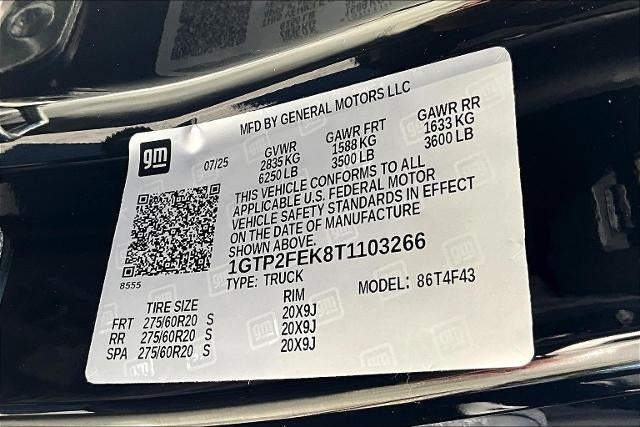 MFD BY GENERAL MOTORS LLC
gm
07/25
GVWR GAWR FRT GAWR RR
2835 KG 1588 KG 1633 KG
6250 LB 3500 LB 3600 LB
THIS VEHICLE CONFORMS TO ALL
APPLICABLE U.S. FEDERAL MOTOR
VEHICLE SAFETY STANDARDS IN EFFECT
ON THE DATE OF MANUFACTURE
SHOWN ABOVE.
8555
1GTP2FEK8T1103266
TYPE: TRUCK MODEL: 86T4F43
TIRE SIZE RIM
FRT 275/60R20 S 20X9J
RR 275/60R20 S 20X9J
SPA 275/60R20 S 20X9J